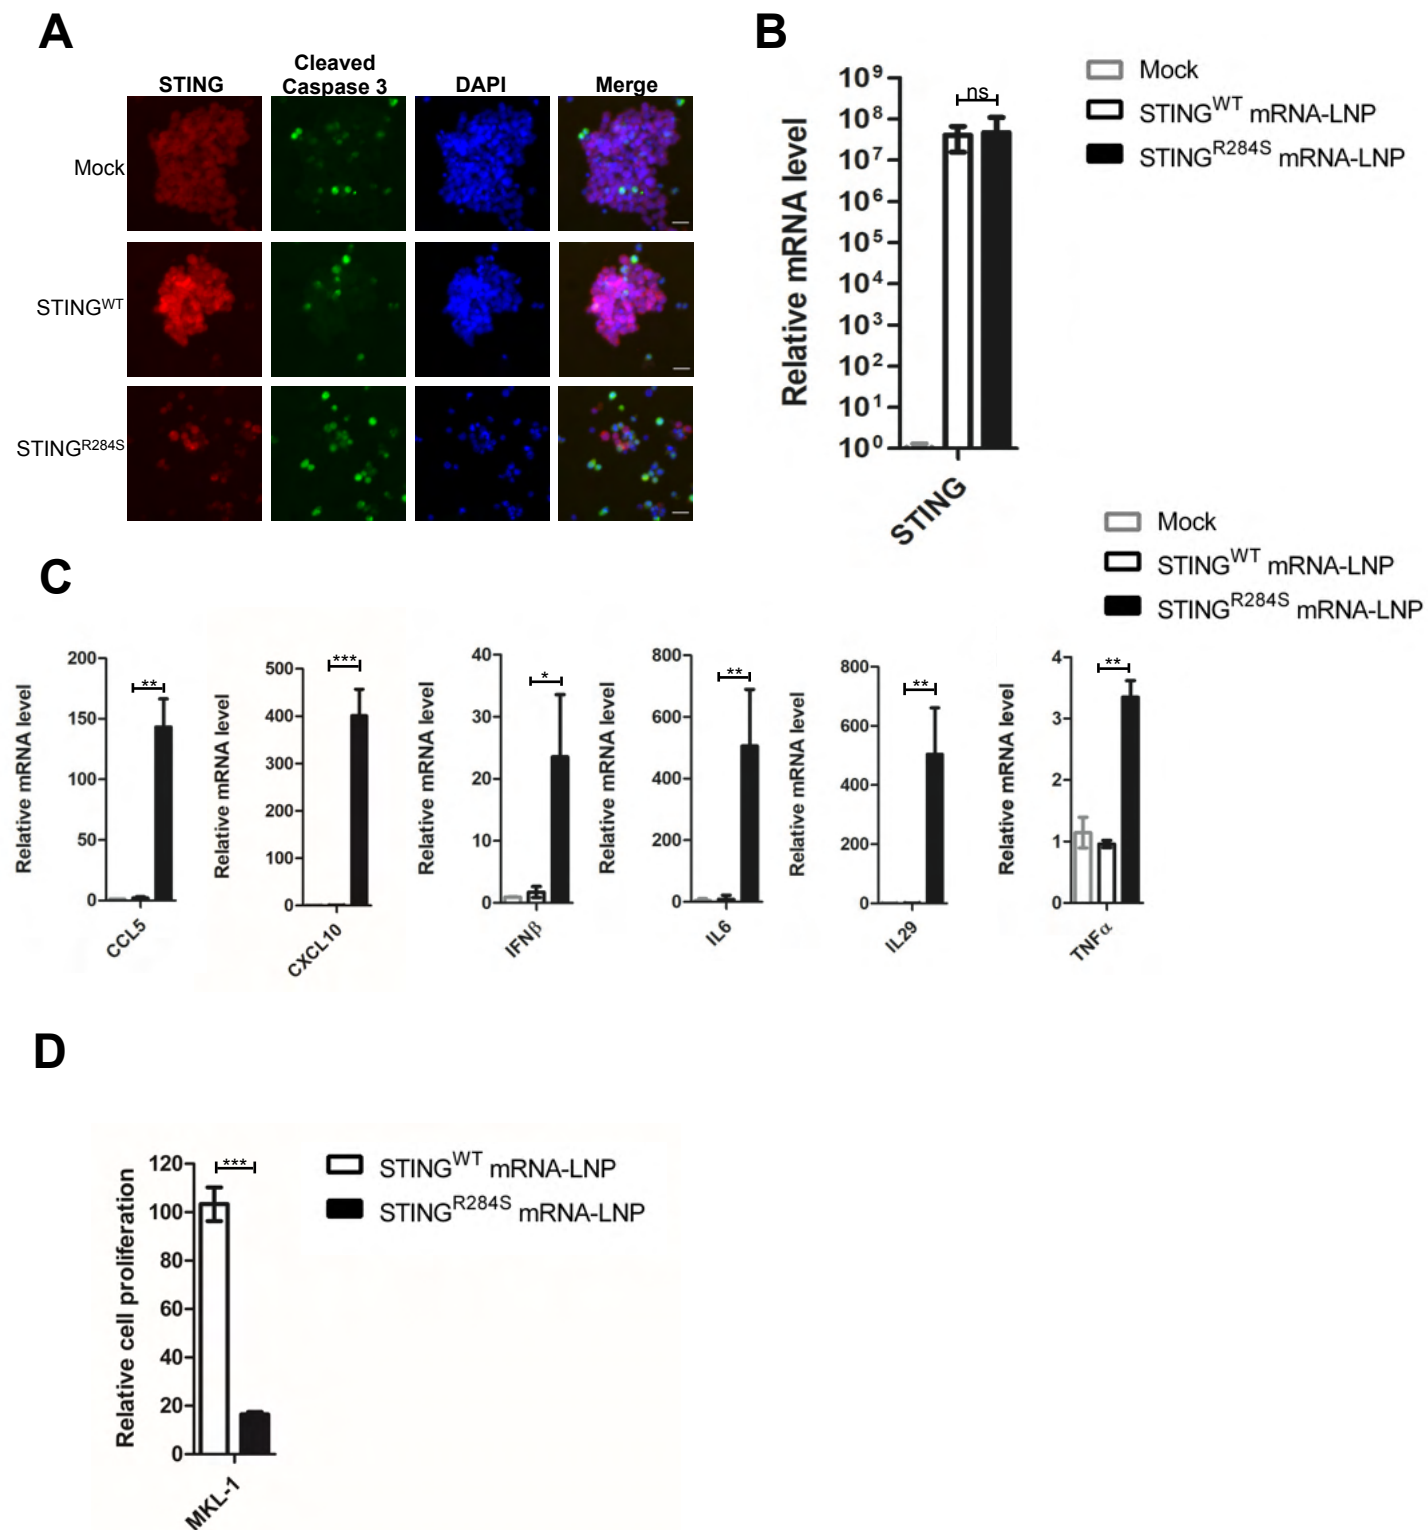 A
STING
Cleaved
Caspase 3
DAPI
Merge
Mock
STINGWT
STINGR284S
B
Relative mRNA level
10⁹
10⁸
10⁷
10⁶
10⁵
10⁴
10³
10²
10¹
10⁰
ns
STING
Mock
STINGWT mRNA-LNP
STINGR284S mRNA-LNP
Mock
STINGWT mRNA-LNP
STINGR284S mRNA-LNP
C
Relative mRNA level
200
150
100
50
0
**
CCL5
Relative mRNA level
500
400
300
200
100
0
***
CXCL10
Relative mRNA level
40
30
20
10
0
*
IFNβ
Relative mRNA level
800
600
400
200
0
**
IL6
Relative mRNA level
800
600
400
200
0
**
IL29
Relative mRNA level
4
3
2
1
0
**
TNFα
D
Relative cell proliferation
120
100
80
60
40
20
0
***
MKL-1
STINGWT mRNA-LNP
STINGR284S mRNA-LNP